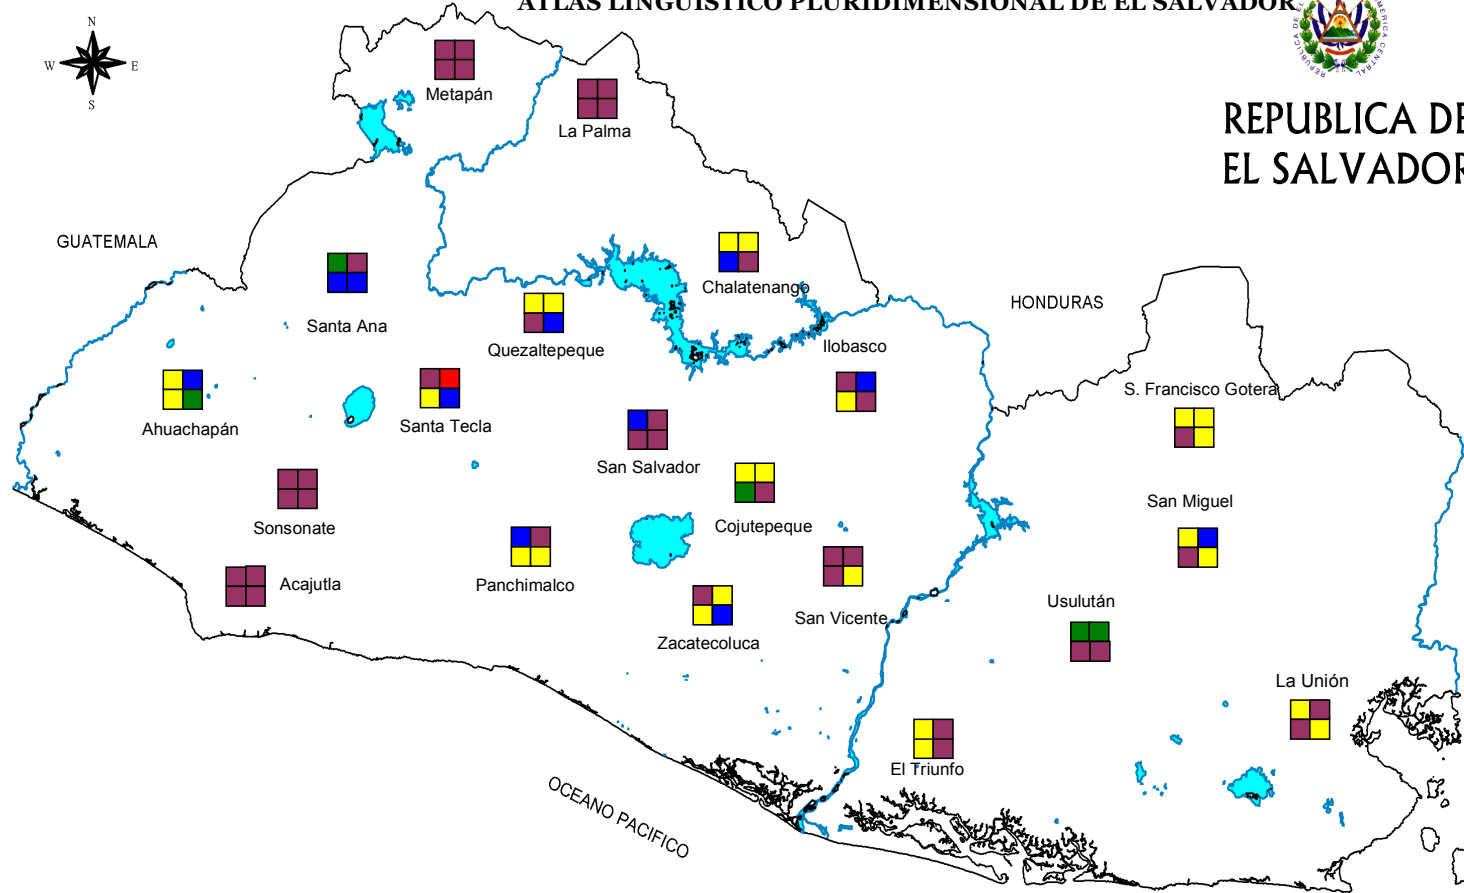 ATLAS LINGÜÍSTICO PLURIDIMENSIONAL DE EL SALVADOR
N
W
E
S
REPUBLICA DE
EL SALVADOR
Metapán
La Palma
GUATEMALA
Chalatenango
HONDURAS
Santa Ana
Quezaltepeque
Ilobasco
S. Francisco Gotera
Ahuachapán
Santa Tecla
San Salvador
San Miguel
Sonsonate
Cojutepeque
Acajutla
Panchimalco
Usulután
San Vicente
Zacatecoluca
La Unión
El Triunfo
OCEANO PACIFICO